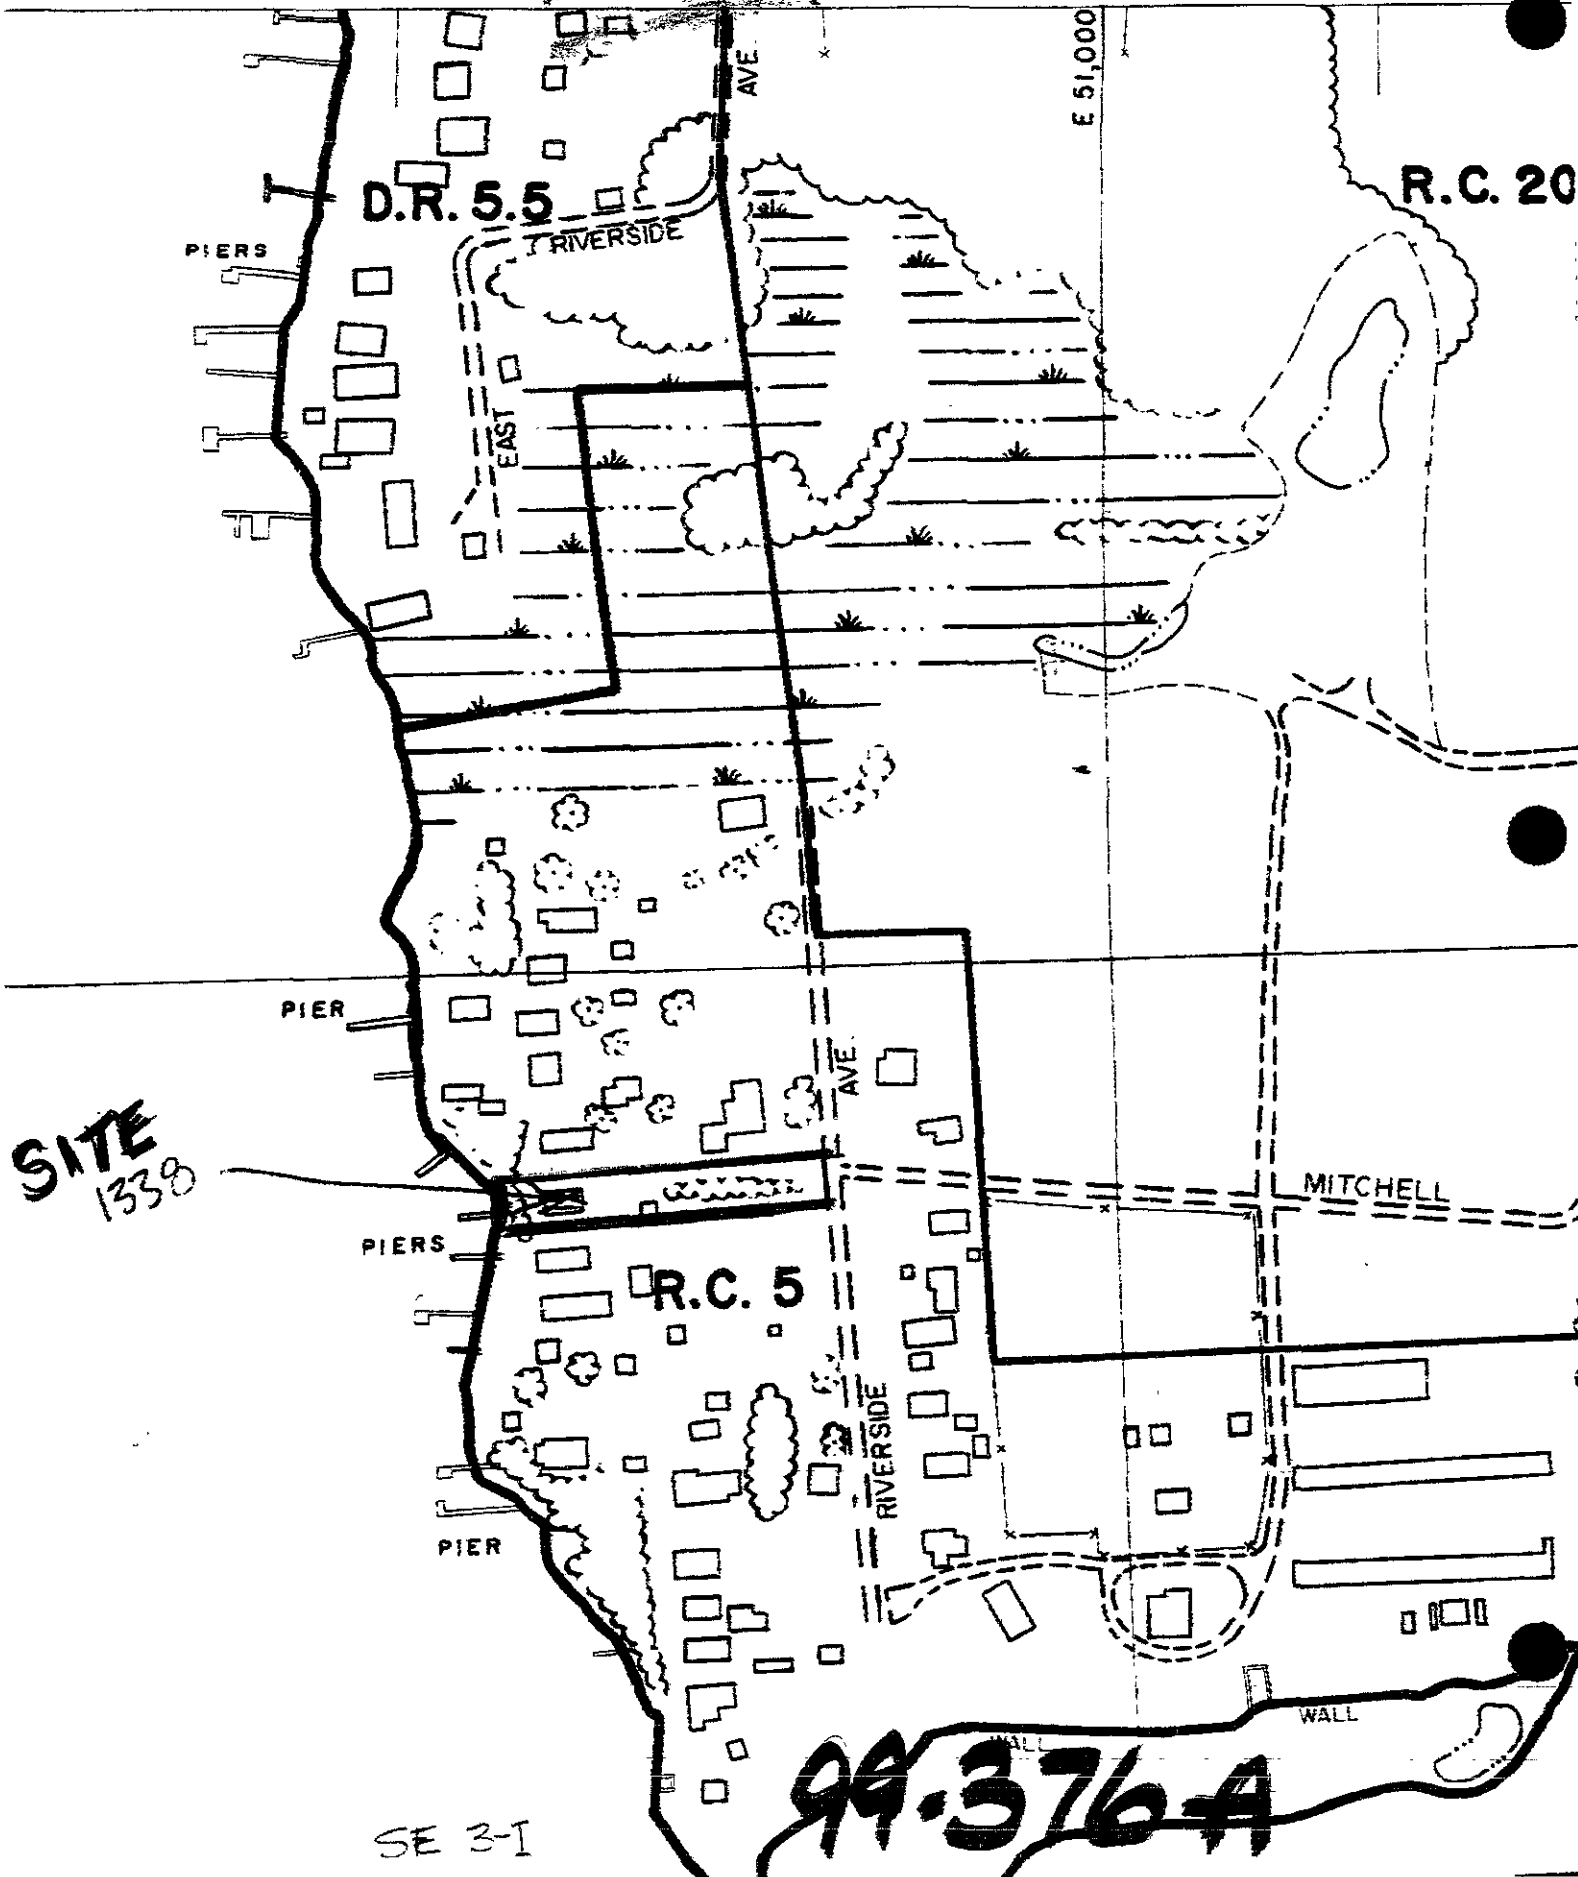 AVE.
E 51,000
R.C. 20
D.R. 5.5
RIVERSIDE
PIERS
EAST
PIER
AVE.
SITE
1338
MITCHELL
PIERS
R.C. 5
RIVERSIDE
PIER
WALL
WALL
99-376-A
SE 3-I